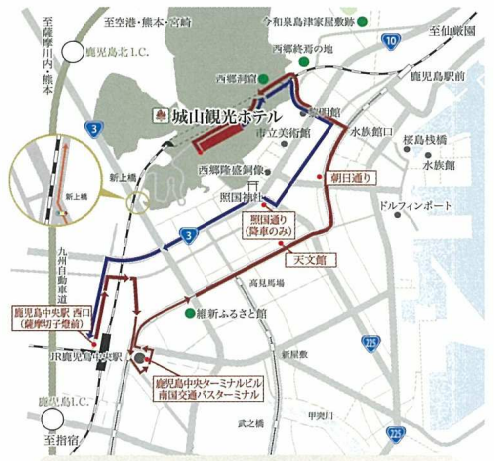 至空港・熊本・宮崎
今和泉島津家屋敷跡
至薩摩川内・熊本
鹿児島北I.C.
西郷終焉の地
10
至仙厳園
鹿児島駅前
西郷洞窟
城山観光ホテル
黎明館
3
水族館口
市立美術館
桜島桟橋
水族館
新上橋
新上橋
西郷隆盛銅像
朝日通り
照国神社
照国通り
(降車のみ)
ドルフィンポート
3
天文館
九州自動車道
高見馬場
鹿児島中央駅 西口
(薩摩切子燈前)
維新ふるさと館
225
JR鹿児島中央駅
新屋敷
鹿児島中央ターミナルビル
南国交通バスターミナル
鹿児島I.C.
甲突川
武之橋
225
至指宿